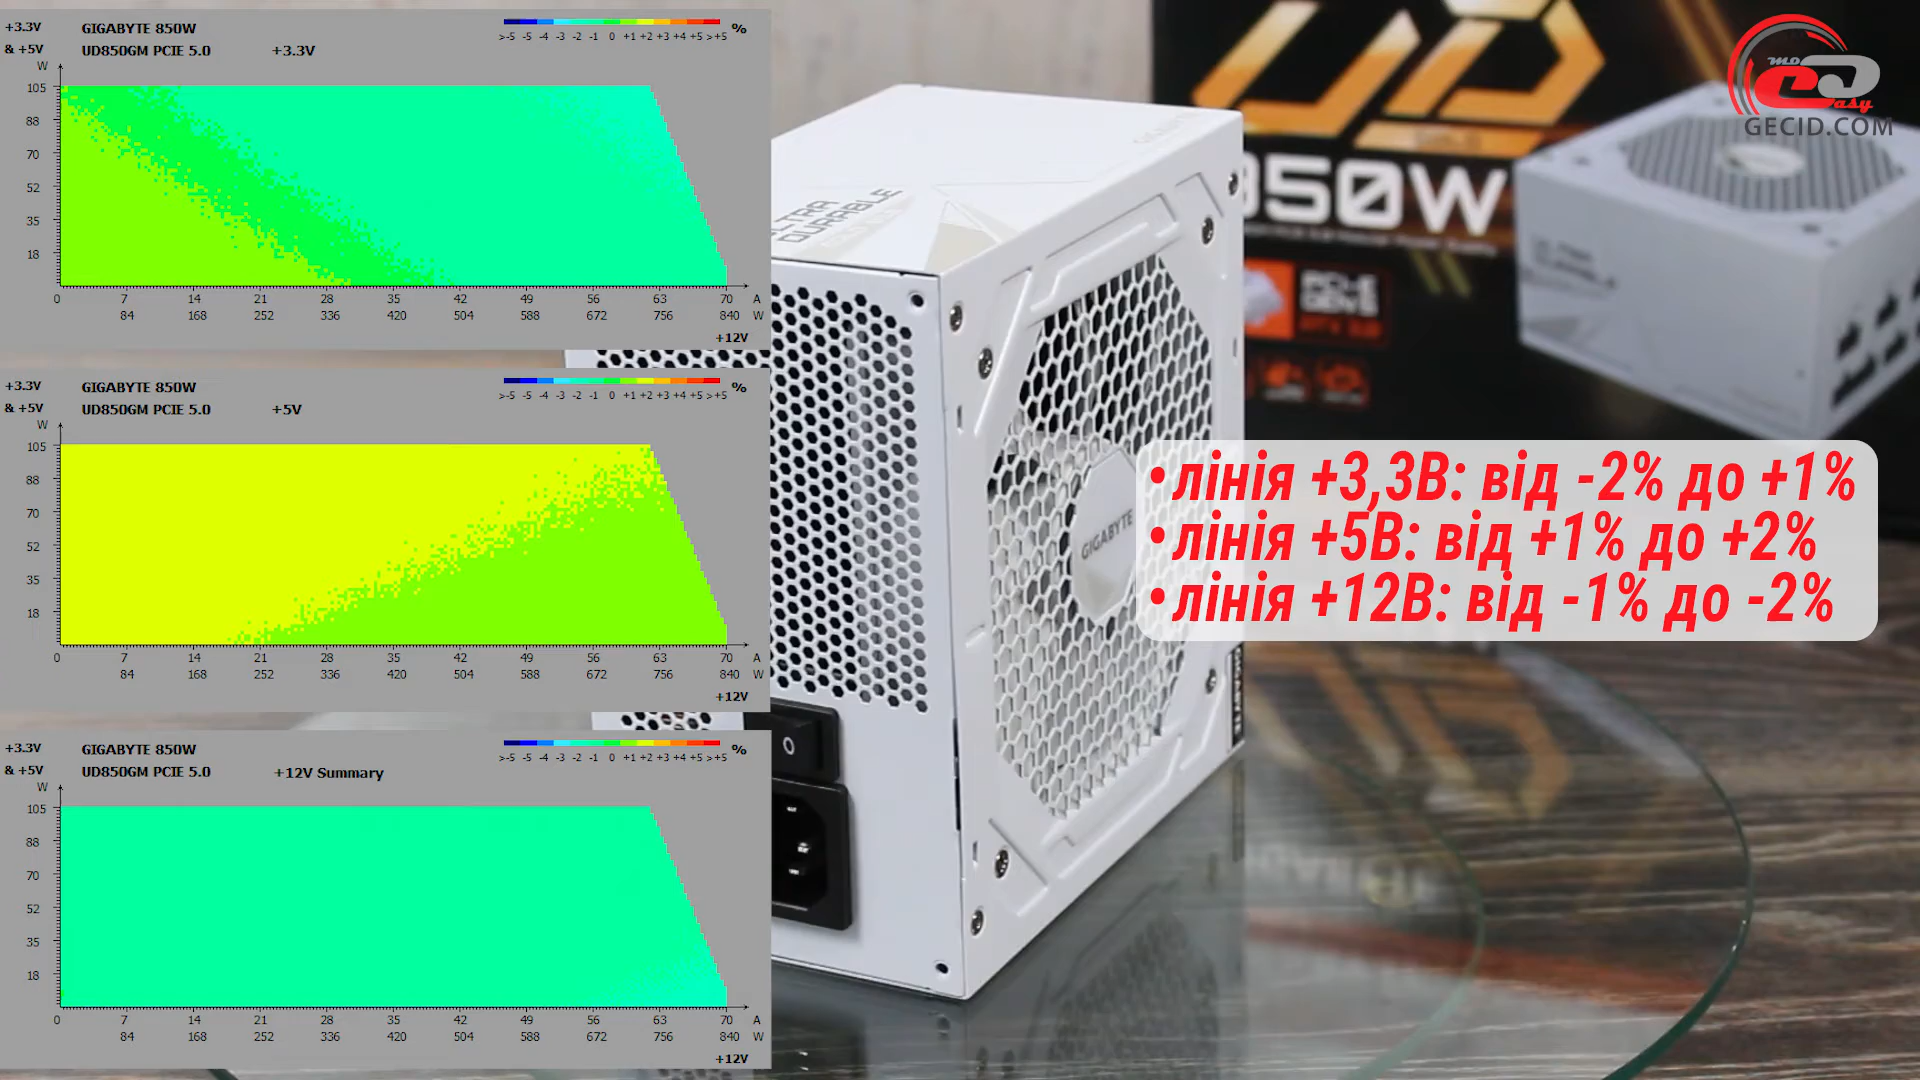 +3.3V
& +5V
W
GIGABYTE 850W
UD850GM PCIE 5.0 +3.3V
%
>-5 -5 -4 -3 -2 -1 0 +1 +2 +3 +4 +5 >+5
105
88
70
52
35
18
0 7 14 21 28 35 42 49 56 63 70 A
84 168 252 336 420 504 588 672 756 840 W
+12V
+3.3V
& +5V
W
GIGABYTE 850W
UD850GM PCIE 5.0 +5V
%
>-5 -5 -4 -3 -2 -1 0 +1 +2 +3 +4 +5 >+5
105
88
70
52
35
18
0 7 14 21 28 35 42 49 56 63 70 A
84 168 252 336 420 504 588 672 756 840 W
+12V
+3.3V
& +5V
W
GIGABYTE 850W
UD850GM PCIE 5.0 +12V Summary
%
>-5 -5 -4 -3 -2 -1 0 +1 +2 +3 +4 +5 >+5
105
88
70
52
35
18
0 7 14 21 28 35 42 49 56 63 70 A
84 168 252 336 420 504 588 672 756 840 W
+12V
•лінія +3,3В: від -2% до +1%
•лінія +5В: від +1% до +2%
•лінія +12В: від -1% до -2%
GECID.COM
UD
850W
DURABLE
GIGABYTE